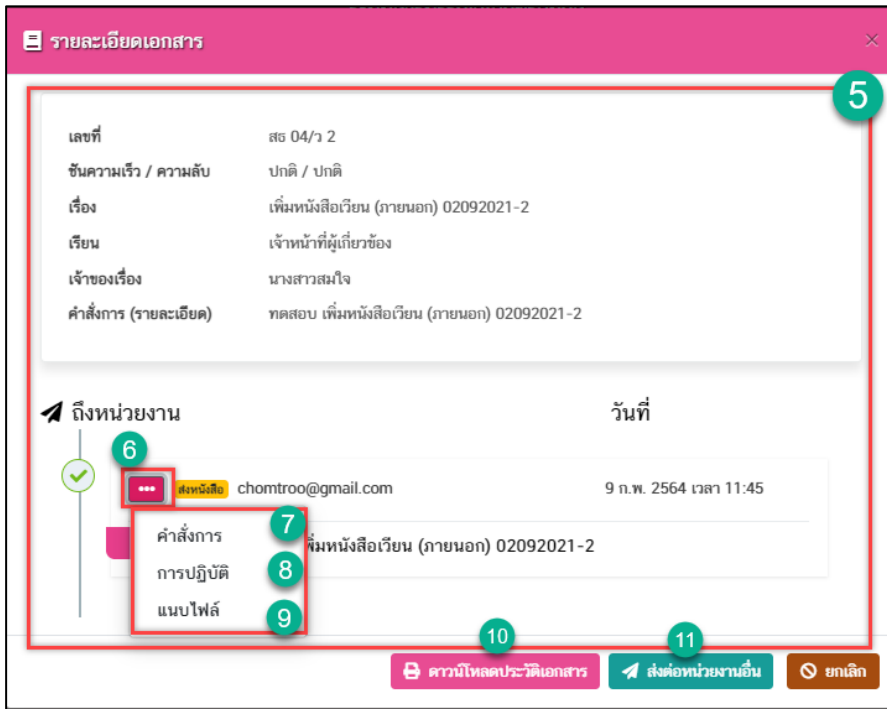 รายละเอียดเอกสาร ×
5
เลขที่ สธ 04/ว 2
ชั้นความเร็ว / ความลับ ปกติ / ปกติ
เรื่อง เพิ่มหนังสือเวียน (ภายนอก) 02092021-2
เรียน เจ้าหน้าที่ผู้เกี่ยวข้อง
เจ้าของเรื่อง นางสาวสมใจ
คำสั่งการ (รายละเอียด) ทดสอบ เพิ่มหนังสือเวียน (ภายนอก) 02092021-2
ถึงหน่วยงาน วันที่
6
ส่งหนังสือ chomtroo@gmail.com 9 ก.พ. 2564 เวลา 11:45
คำสั่งการ 7 พิ่มหนังสือเวียน (ภายนอก) 02092021-2
การปฏิบัติ 8
แนบไฟล์ 9
10 11
ดาวน์โหลดประวัติเอกสาร ส่งต่อหน่วยงานอื่น ยกเลิก